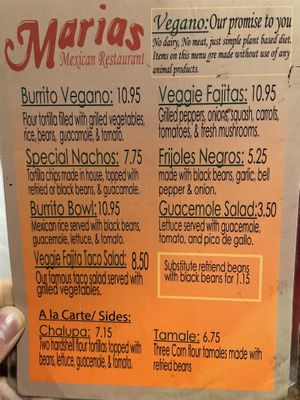 Marias
Mexican Restaurant
Vegano: Our promise to you
No dairy, No meat, just simple plant based diet.
Items on this menu are made without use of any
animal products.
Burrito Vegano: 10.95
Flour tortilla filled with grilled vegetables,
rice, beans, guacamole, & tomato.
Special Nachos: 7.75
Tortilla chips made in house, topped with
refried or black beans, & guacamole.
Burrito Bowl: 10.95
Mexican rice served with black beans,
guacamole, lettuce, & tomato.
Veggie Fajita Taco Salad: 8.50
Our famous taco salad served with
grilled vegetables.
A la Carte/ Sides:
Chalupa: 7.15
Two hardshell flour tortillas topped with
beans, lettuce, guacamole, & tomato.
Veggie Fajitas: 10.95
Grilled peppers, onions, squash, carrots,
tomatoes, & fresh mushrooms.
Frijoles Negros: 5.25
made with black beans, garlic, bell
pepper & onion.
Guacemole Salad:3.50
Lettuce served with guacomole,
tomato, and pico de gallo.
Substitute refriend beans
with black beans for 1.15
Tamale: 6.75
Three Corn flour tamales made with
refried beans